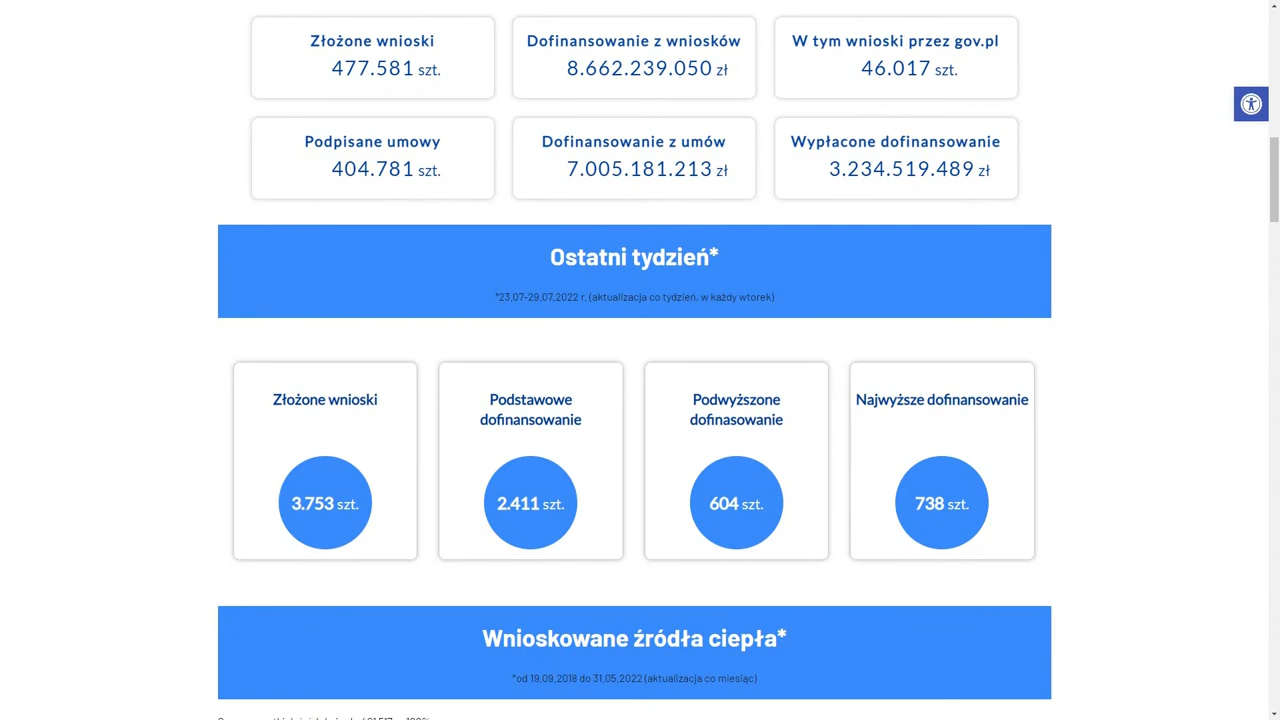 Złożone wnioski
477.581 szt.
Dofinansowanie z wniosków
8.662.239.050 zł
W tym wnioski przez gov.pl
46.017 szt.
Podpisane umowy
404.781 szt.
Dofinansowanie z umów
7.005.181.213 zł
Wypłacone dofinansowanie
3.234.519.489 zł
Ostatni tydzień*
*23.07-29.07.2022 r. (aktualizacja co tydzień, w każdy wtorek)
Złożone wnioski
3.753 szt.
Podstawowe
dofinansowanie
2.411 szt.
Podwyższone
dofinasowanie
604 szt.
Najwyższe dofinansowanie
738 szt.
Wnioskowane źródła ciepła*
*od 19.09.2018 do 31.05.2022 (aktualizacja co miesiąc)